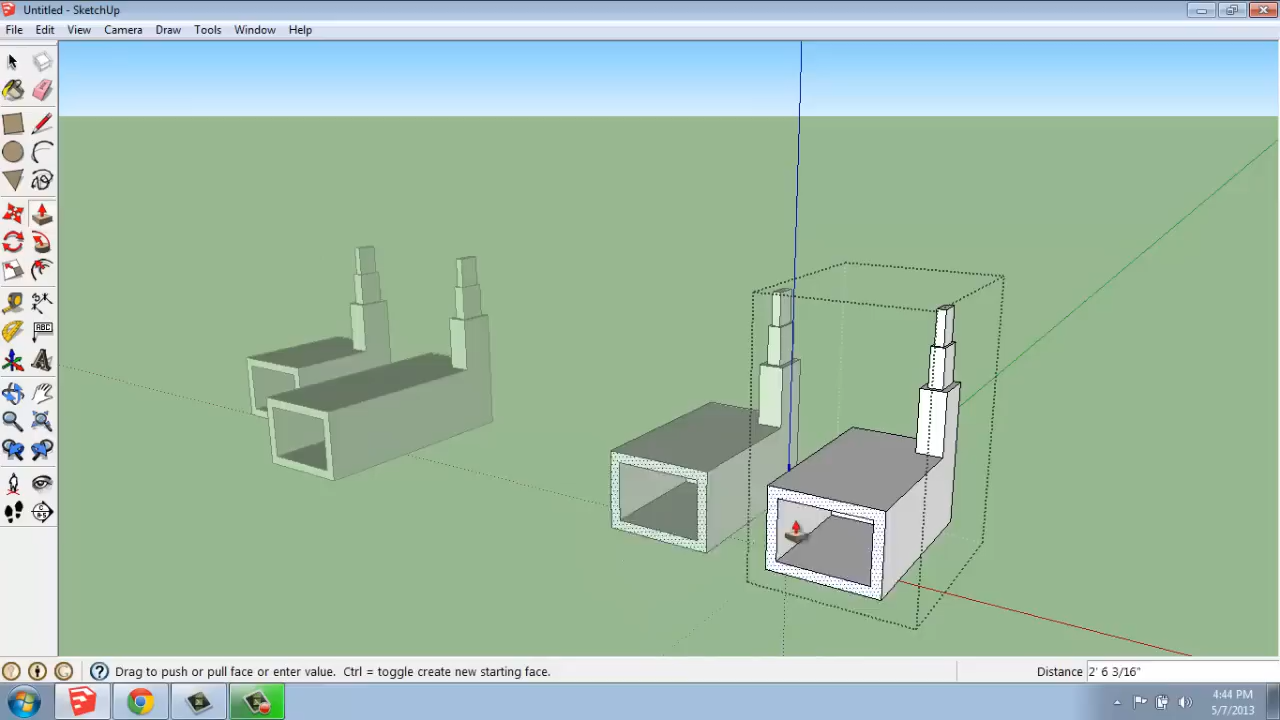 Untitled - SketchUp
File Edit View Camera Draw Tools Window Help
ABC
Drag to push or pull face or enter value. Ctrl = toggle create new starting face.
Distance 2' 6 3/16"
4:44 PM
5/7/2013